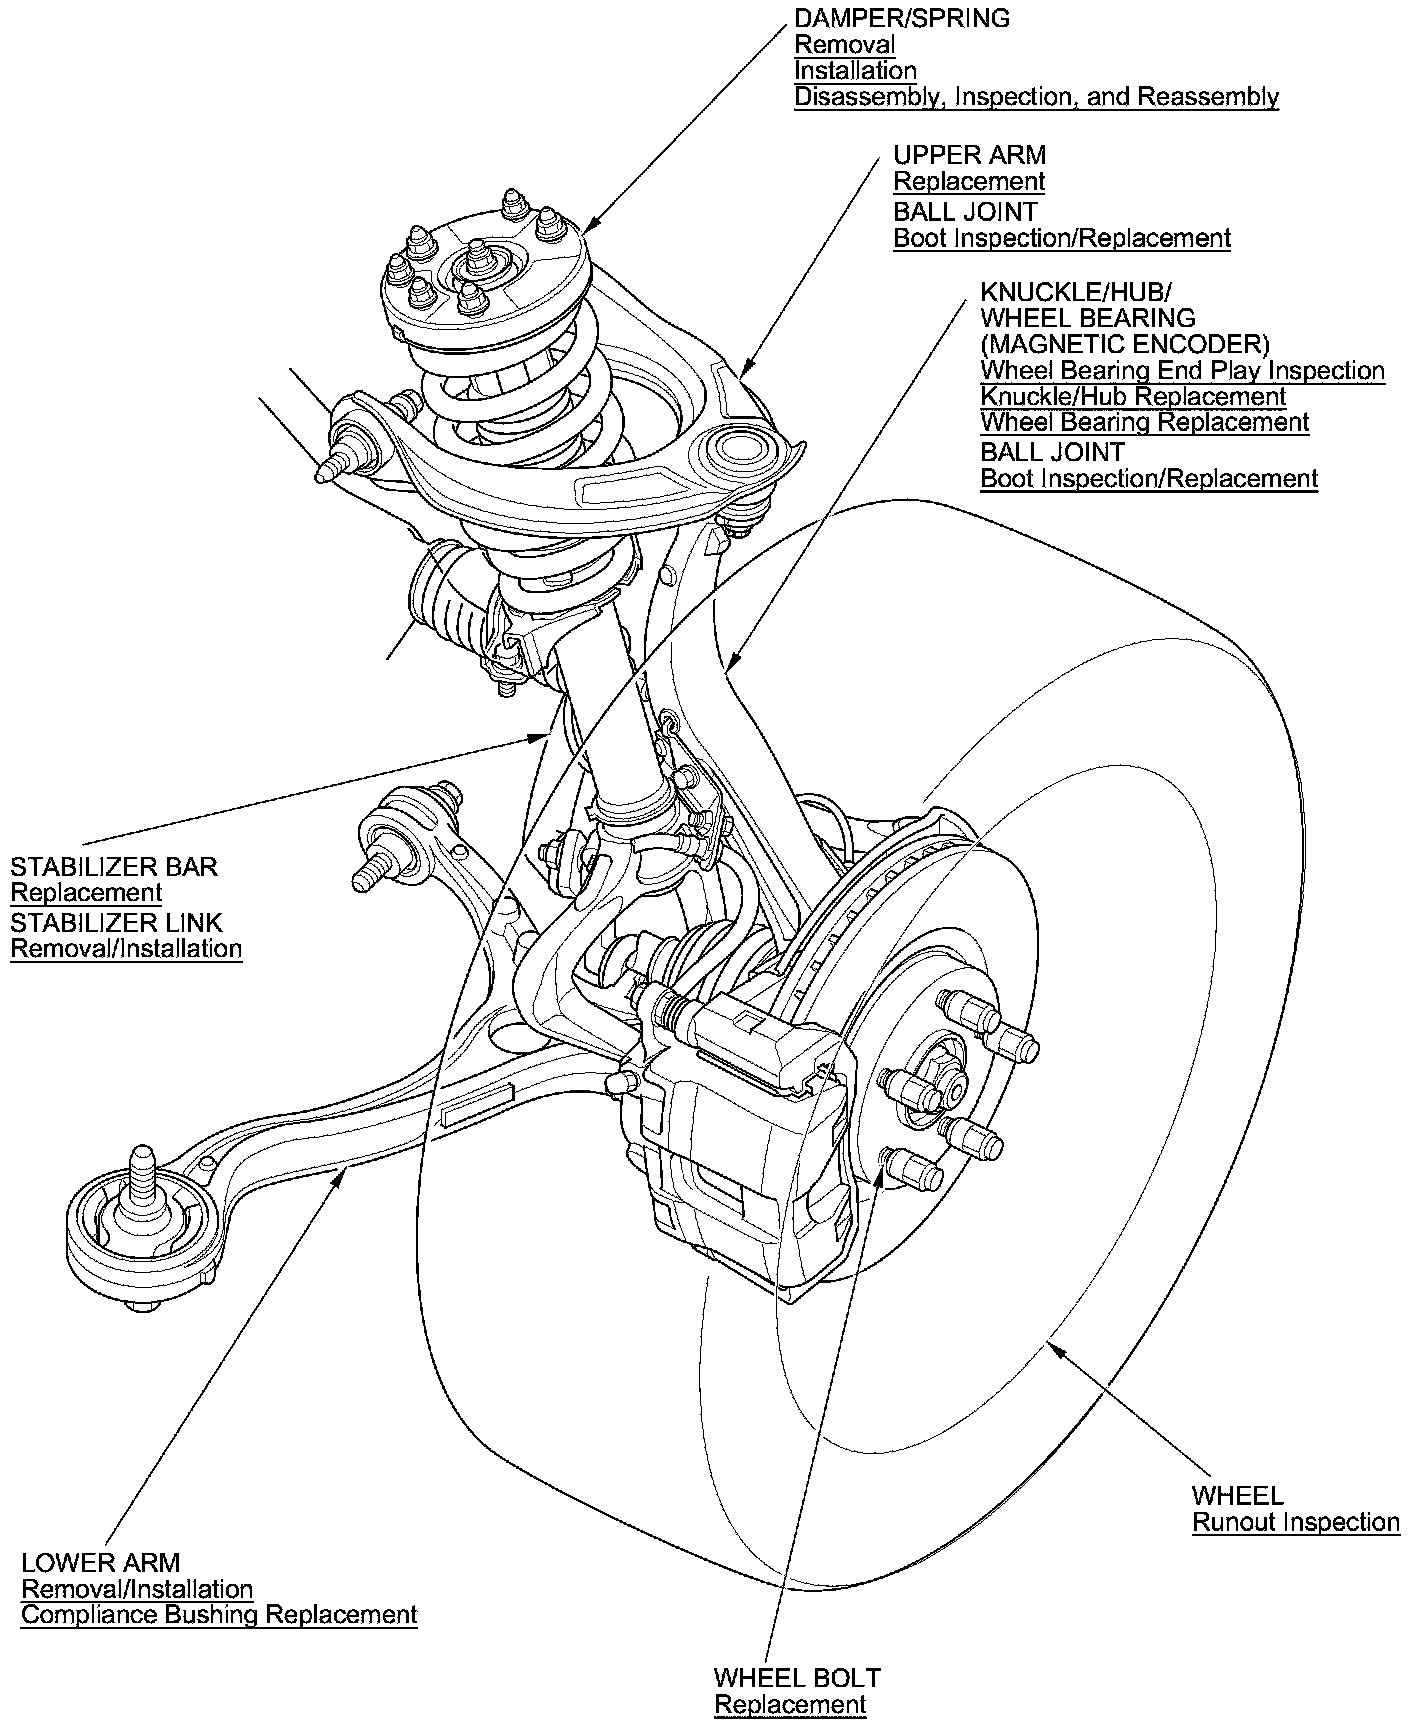 DAMPER/SPRING
Removal
Installation
Disassembly, Inspection, and Reassembly
UPPER ARM
Replacement
BALL JOINT
Boot Inspection/Replacement
KNUCKLE/HUB/
WHEEL BEARING
(MAGNETIC ENCODER)
Wheel Bearing End Play Inspection
Knuckle/Hub Replacement
Wheel Bearing Replacement
BALL JOINT
Boot Inspection/Replacement
STABILIZER BAR
Replacement
STABILIZER LINK
Removal/Installation
WHEEL
Runout Inspection
LOWER ARM
Removal/Installation
Compliance Bushing Replacement
WHEEL BOLT
Replacement